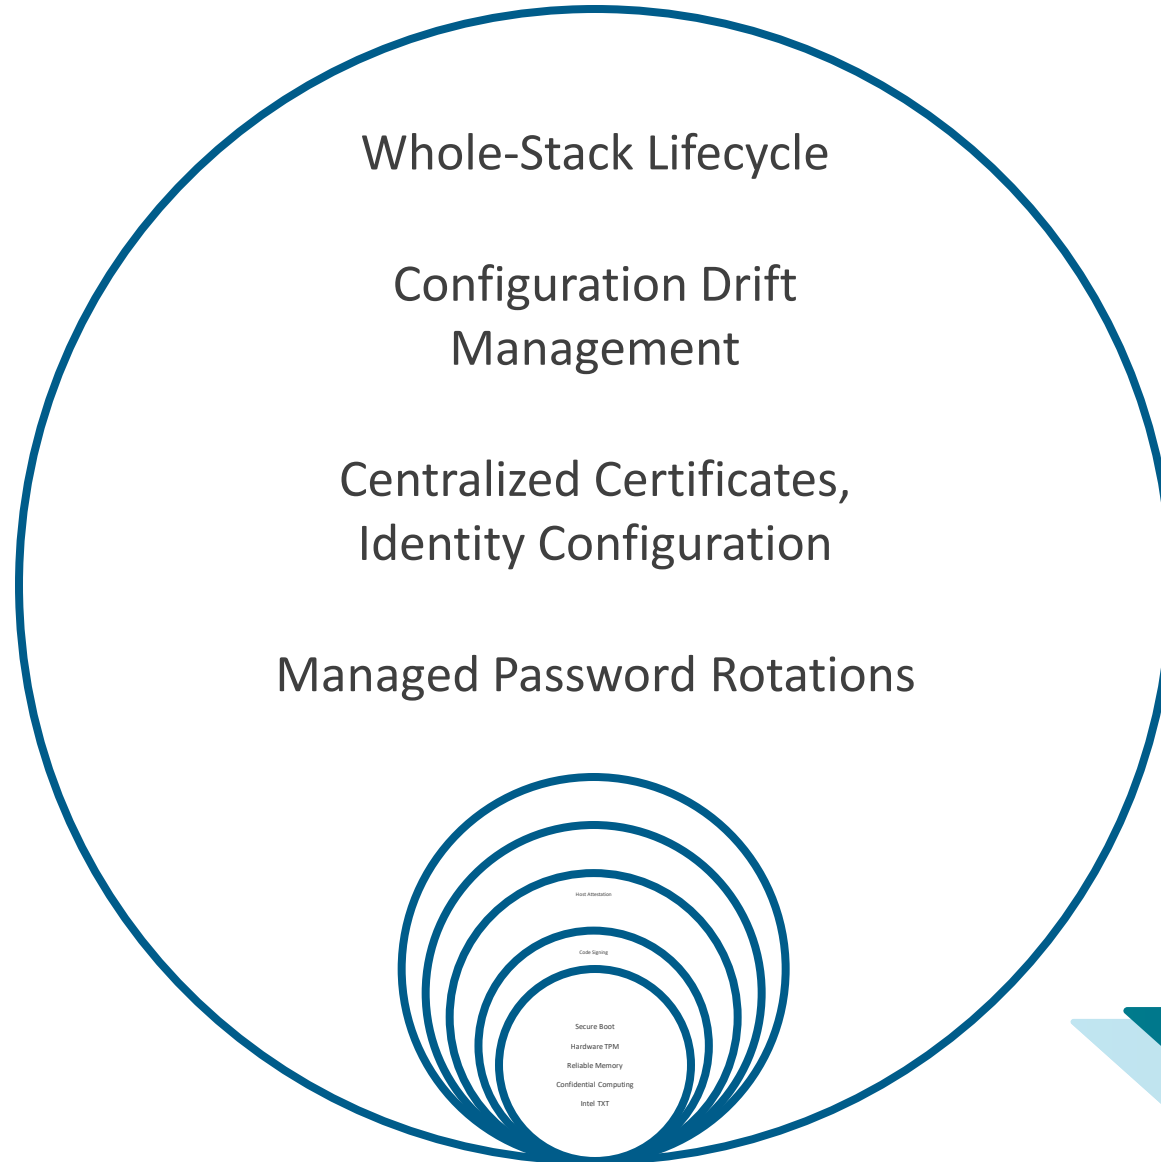 Whole-Stack Lifecycle
Configuration Drift
Management
Centralized Certificates,
Identity Configuration
Managed Password Rotations
Host Attestation
Code Signing
Secure Boot
Hardware TPM
Reliable Memory
Confidential Computing
Intel TXT